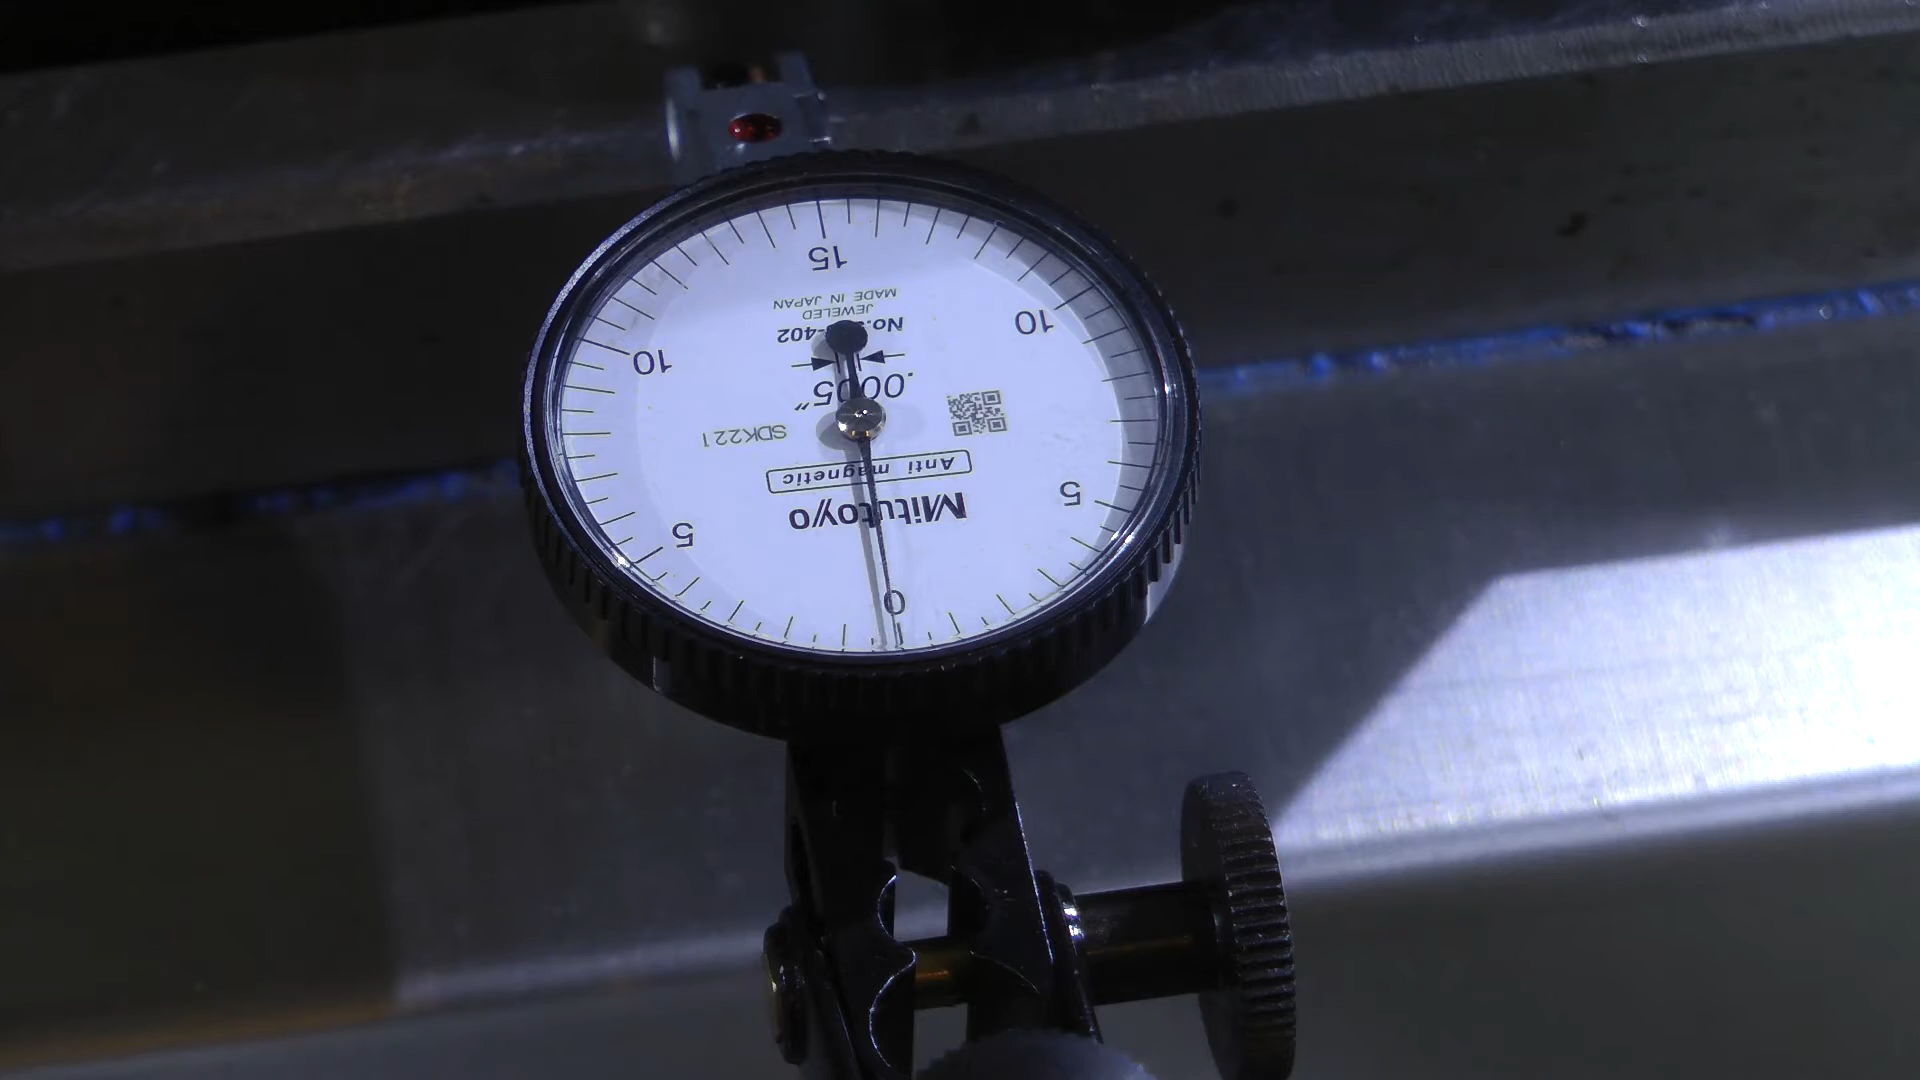 0
5
5
Mitutoyo
Anti magnetic
SDK221
.0005"
10
10
402
JEWELED
MADE IN JAPAN
15